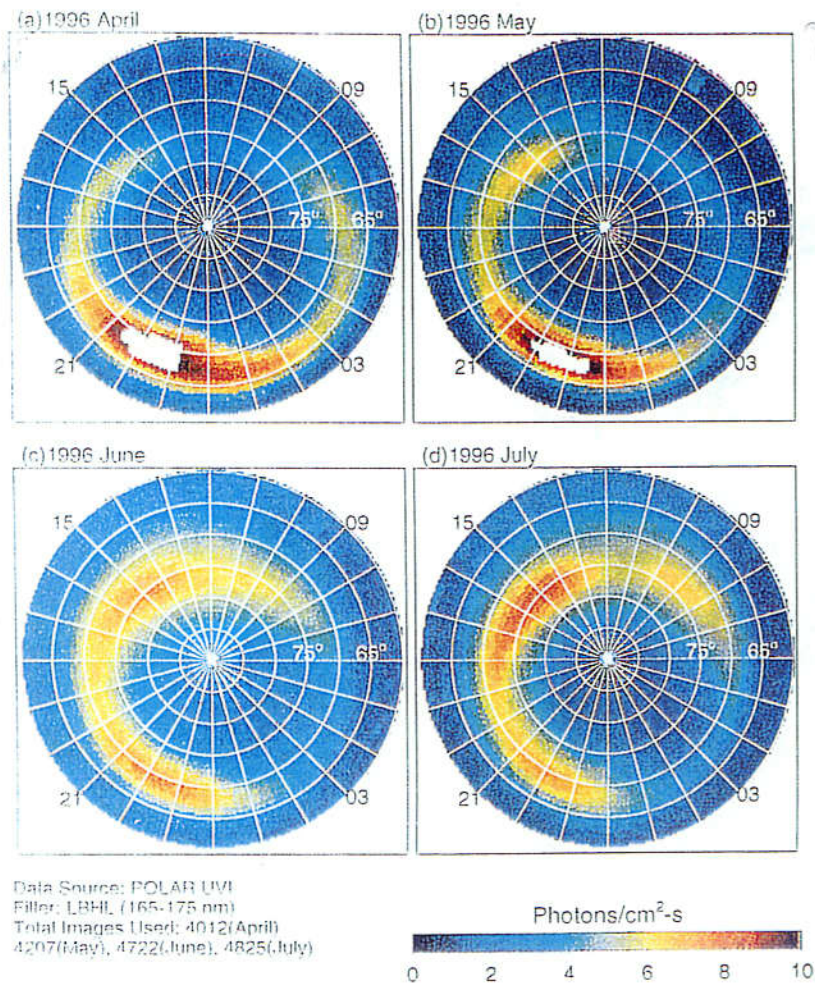 (a)1996 April
(b)1996 May
15
09
75° 65°
21
03
15
09
75° 65°
21
03
(c)1996 June
(d)1996 July
15
09
75° 65°
21
03
15
09
75° 65°
21
03
Data Source: POLAR UVI
Filter: LBHL (165-175 nm)
Total Images Used: 4012(April)
4207(May), 4722(June), 4825(July)
Photons/cm²-s
0 2 4 6 8 10